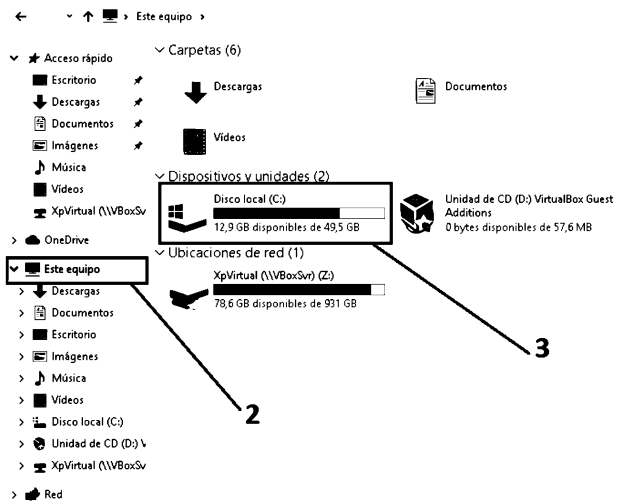 Este equipo
Acceso rápido
Escritorio
Descargas
Documentos
Imágenes
Música
Vídeos
XpVirtual (\\VBoxSv
OneDrive
Este equipo
Descargas
Documentos
Escritorio
Imágenes
Música
Vídeos
Disco local (C:)
Unidad de CD (D:) V
XpVirtual (\\VBoxSv
Red
Carpetas (6)
Descargas
Documentos
Vídeos
Dispositivos y unidades (2)
Disco local (C:)
12,9 GB disponibles de 49,5 GB
Unidad de CD (D:) VirtualBox Guest
Additions
0 bytes disponibles de 57,6 MB
Ubicaciones de red (1)
XpVirtual (\\VBoxSvr) (Z:)
78,6 GB disponibles de 931 GB
3
2